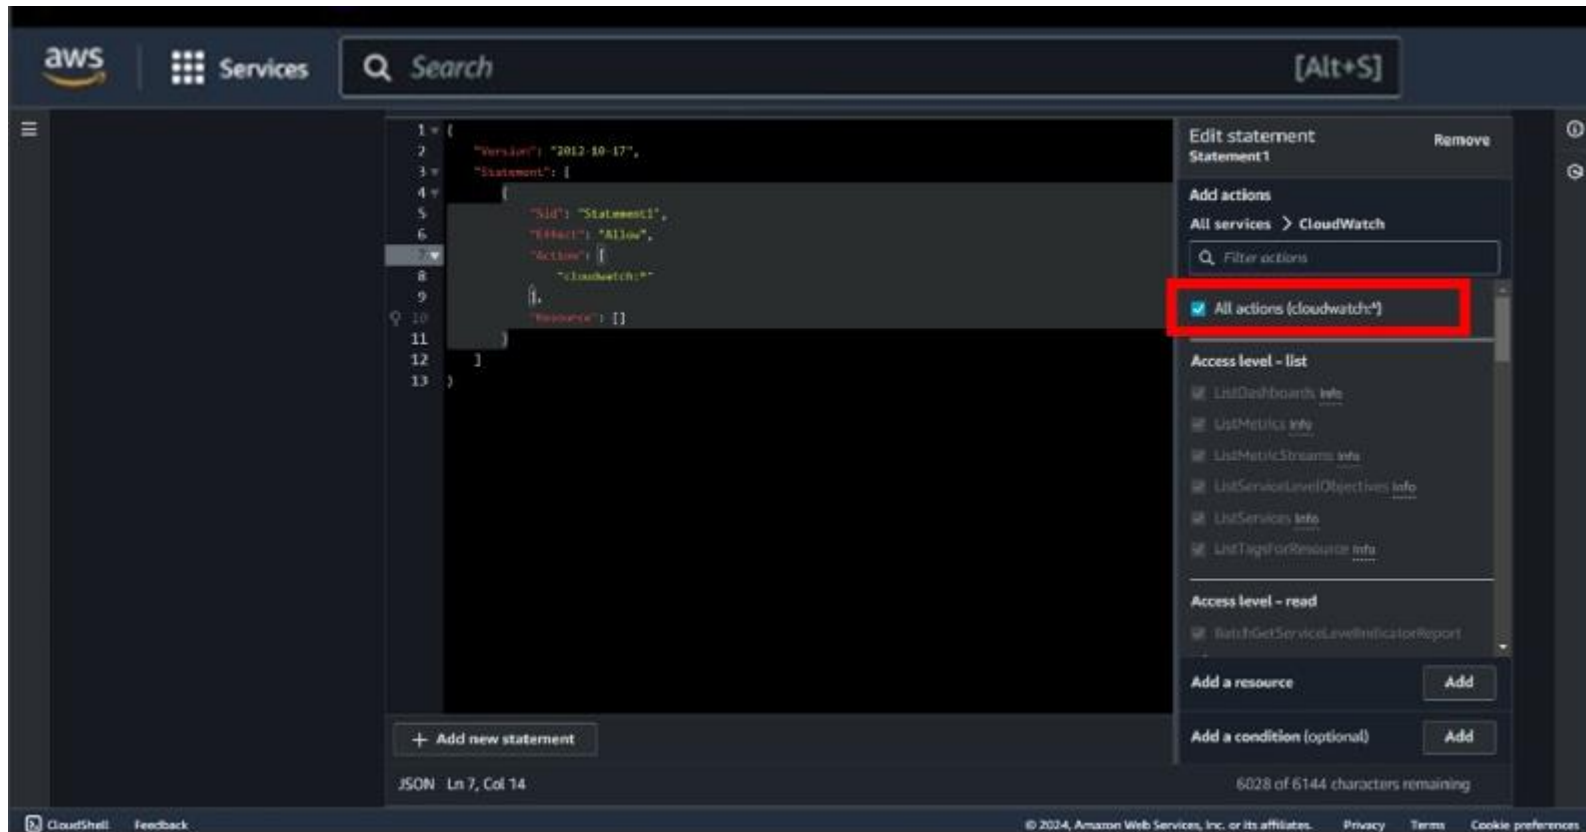 aws
Services
Search
[Alt+S]
1 {
2 "Version": "2012-10-17",
3 "Statement": [
4 {
5 "Sid": "Statement1",
6 "Effect": "Allow",
7 "Action": [
8 "cloudwatch:*"
9 ],
10 "Resource": []
11 }
12 ]
13 }
+ Add new statement
JSON Ln 7, Col 14
Edit statement
Remove
Statement1
Add actions
All services > CloudWatch
Filter actions
All actions (cloudwatch:*)
Access level - list
ListDashboards Info
ListMetrics Info
ListMetricStreams Info
ListServiceLevelObjectives Info
ListServices Info
ListTagsForResource Info
Access level - read
BatchGetServiceLevelIndicatorReport
Add a resource
Add
Add a condition (optional)
Add
6028 of 6144 characters remaining
CloudShell Feedback
© 2024, Amazon Web Services, Inc. or its affiliates. Privacy Terms Cookie preferences